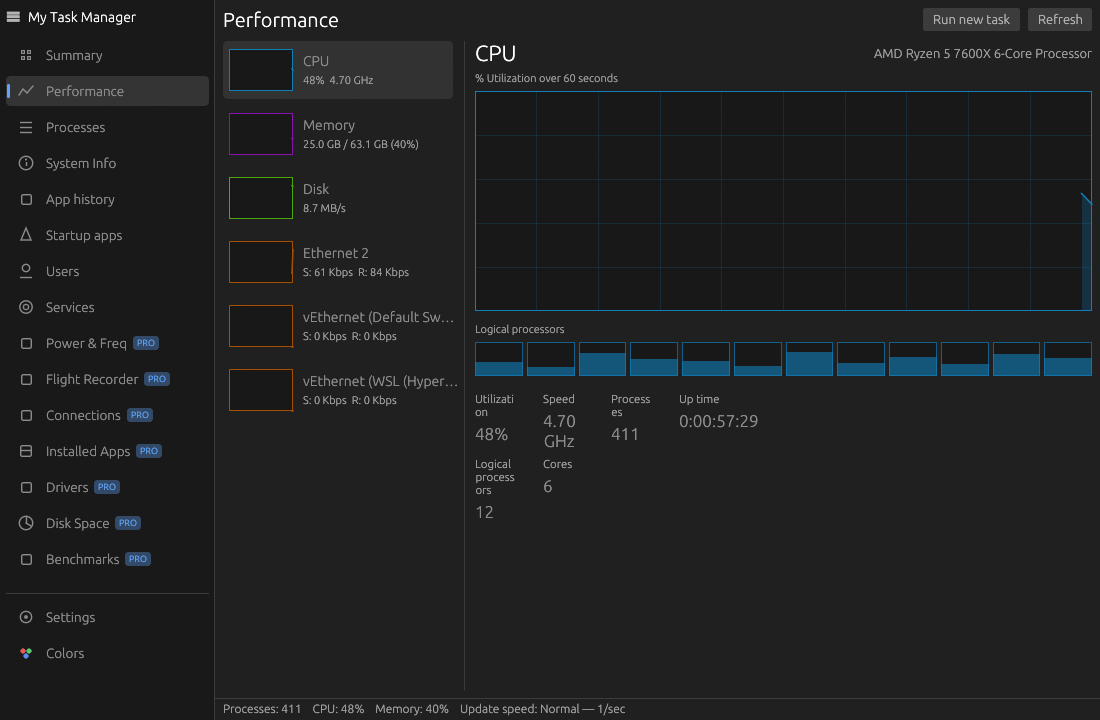 My Task Manager
Summary
Performance
Processes
System Info
App history
Startup apps
Users
Services
Power & Freq PRO
Flight Recorder PRO
Connections PRO
Installed Apps PRO
Drivers PRO
Disk Space PRO
Benchmarks PRO
Settings
Colors
Performance
Run new task
Refresh
CPU
48% 4.70 GHz
Memory
25.0 GB / 63.1 GB (40%)
Disk
8.7 MB/s
Ethernet 2
S: 61 Kbps R: 84 Kbps
vEthernet (Default Sw...
S: 0 Kbps R: 0 Kbps
vEthernet (WSL (Hyper...
S: 0 Kbps R: 0 Kbps
CPU
AMD Ryzen 5 7600X 6-Core Processor
% Utilization over 60 seconds
Logical processors
Utilizati
on
48%
Speed
4.70
GHz
Process
es
411
Up time
0:00:57:29
Logical
process
ors
12
Cores
6
Processes: 411 CPU: 48% Memory: 40% Update speed: Normal — 1/sec